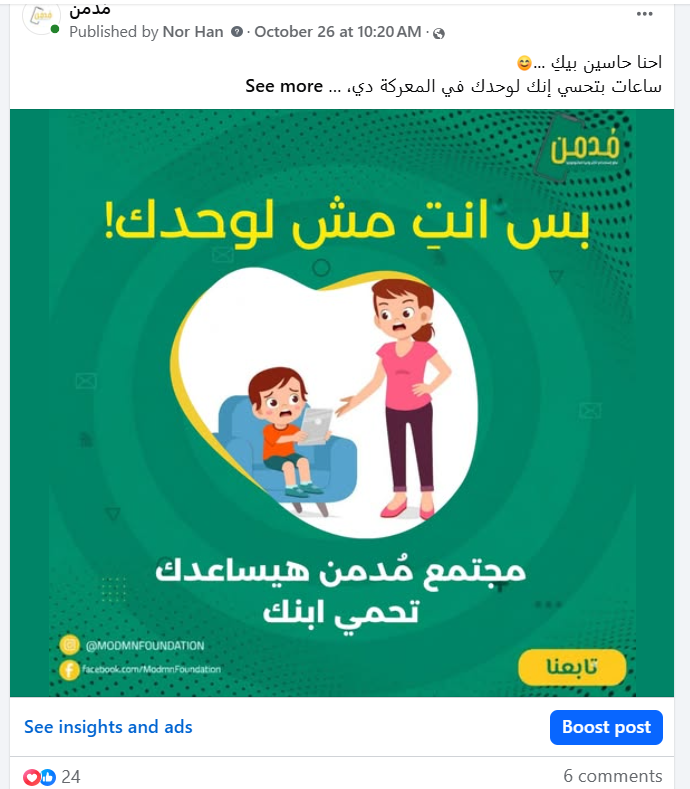 مُدمن
Published by Nor Han · October 26 at 10:20 AM ·
احنا حاسين بيكِ ...😊
ساعات بتحسي إنك لوحدك في المعركة دي، ... See more
مُدمن
بس انتِ مش لوحدك!
مجتمع مُدمن هيساعدك
تحمي ابنك
@MODMNFOUNDATION
facebook.com/ModmnFoundation
تابعنا
See insights and ads
Boost post
24
6 comments